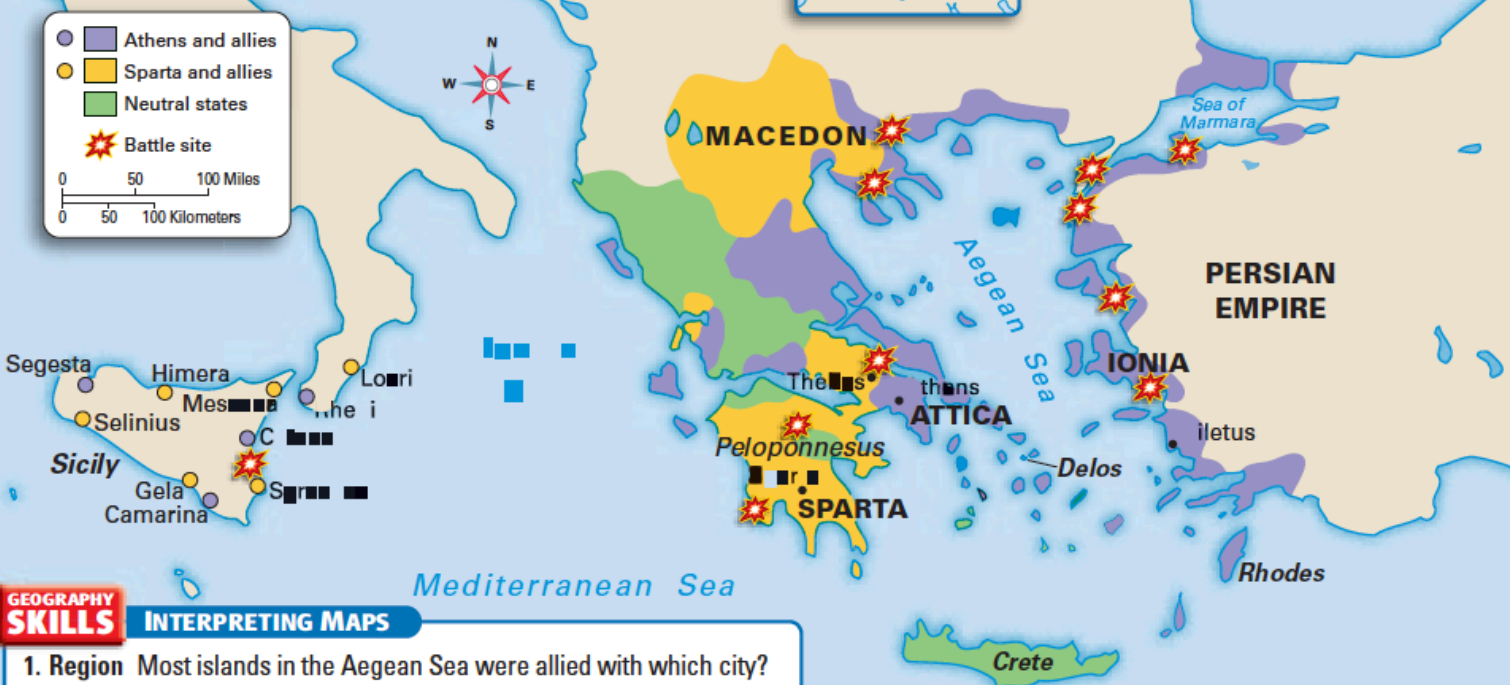 Athens and allies
Sparta and allies
Neutral states
Battle site
0 50 100 Miles
0 50 100 Kilometers
N
W E
S
MACEDON
Sea of
Marmara
Aegean Sea
PERSIAN
EMPIRE
IONIA
Segesta
Himera
Selinius
Sicily
Gela
Camarina
ATTICA
Peloponnesus
SPARTA
Delos
iletus
Rhodes
Mediterranean Sea
Crete
GEOGRAPHY
SKILLS
INTERPRETING MAPS
1. Region Most islands in the Aegean Sea were allied with which city?